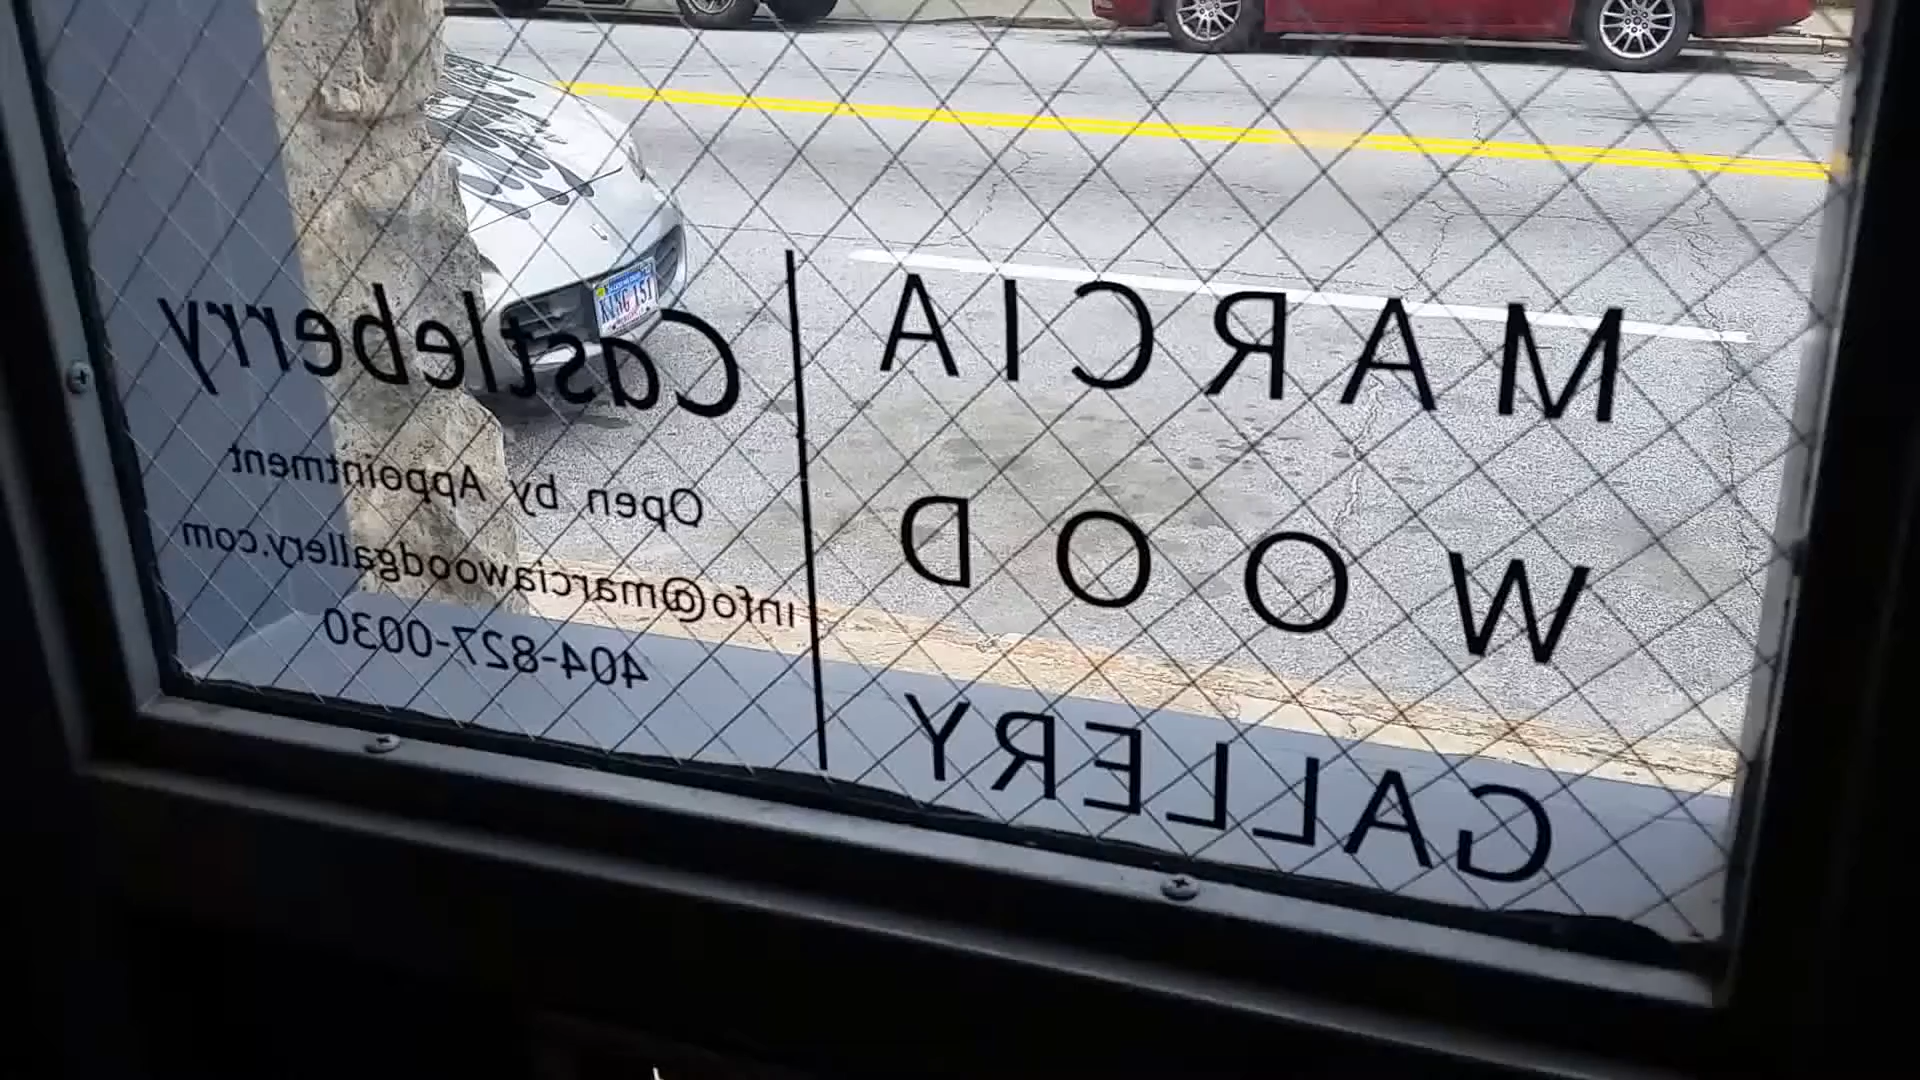 MARCIA
WOOD
GALLERY
Castleberry
Open by Appointment
info@marciawoodgallery.com
404-827-0030
KING 151